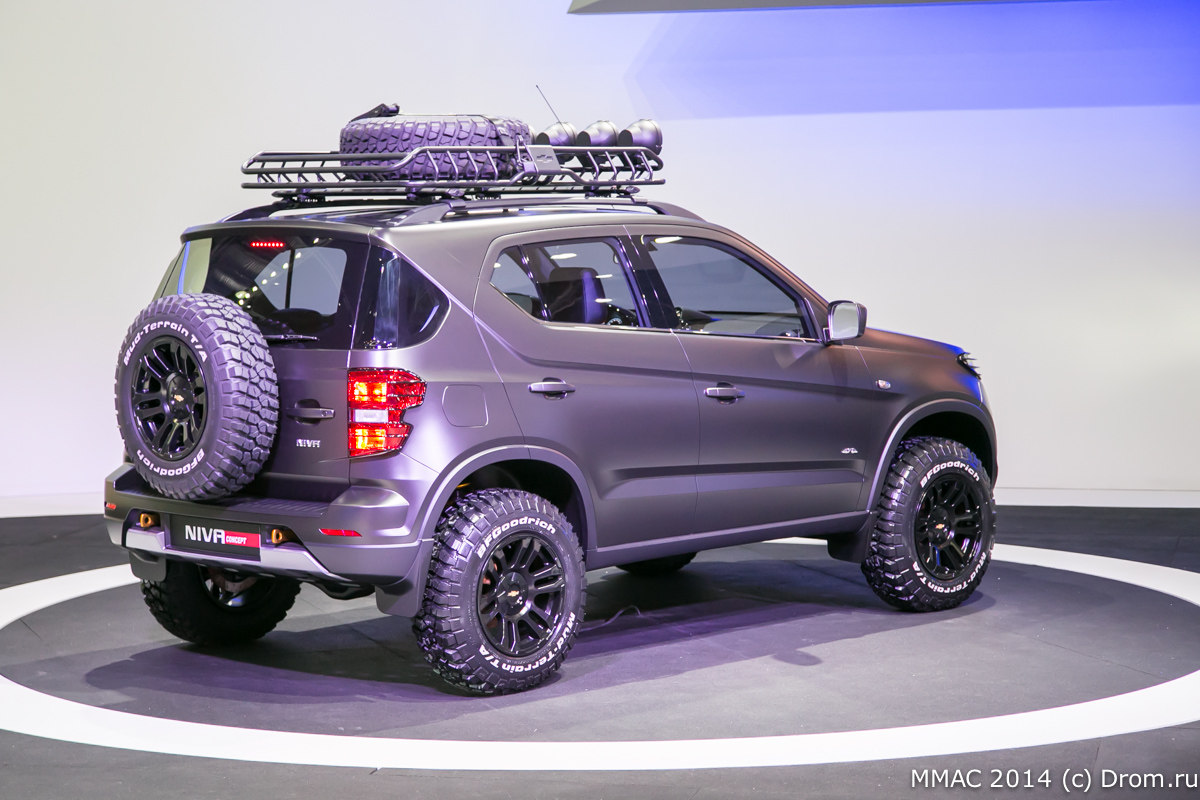 Mud-Terrain T/A
BFGoodrich
NIVA
NIVA CONCEPT
BFGoodrich
Mud-Terrain T/A
BFGoodrich
Mud-Terrain T/A
MMAC 2014 (c) Drom.ru